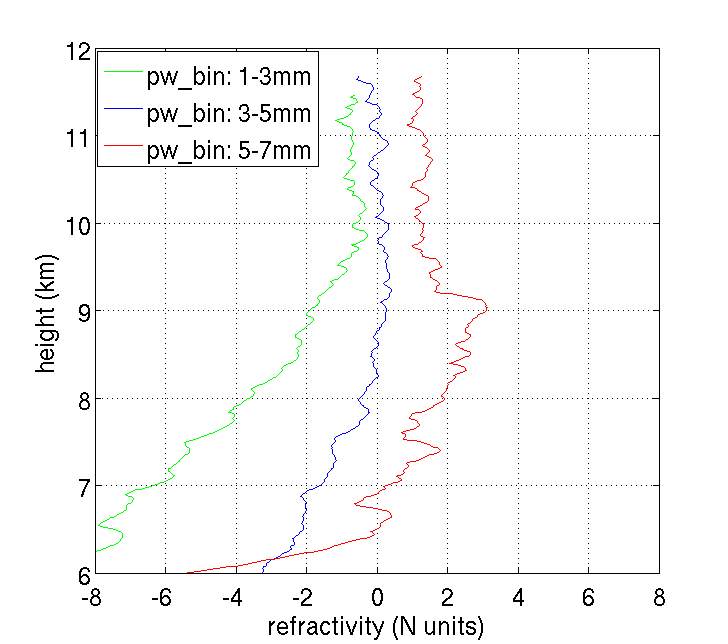 12
11
10
9
8
7
6
height (km)
pw_bin: 1-3mm
pw_bin: 3-5mm
pw_bin: 5-7mm
-8 -6 -4 -2 0 2 4 6 8
refractivity (N units)